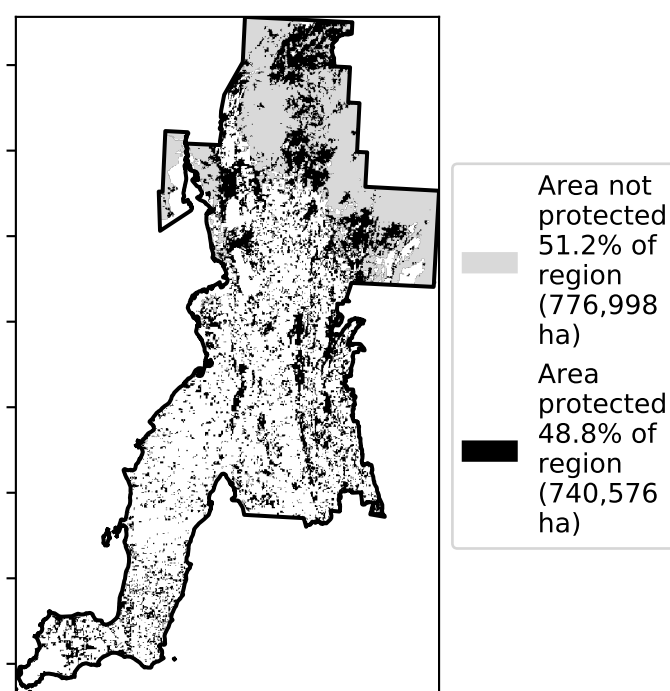 Area not
protected
51.2% of
region
(776,998
ha)
Area
protected
48.8% of
region
(740,576
ha)